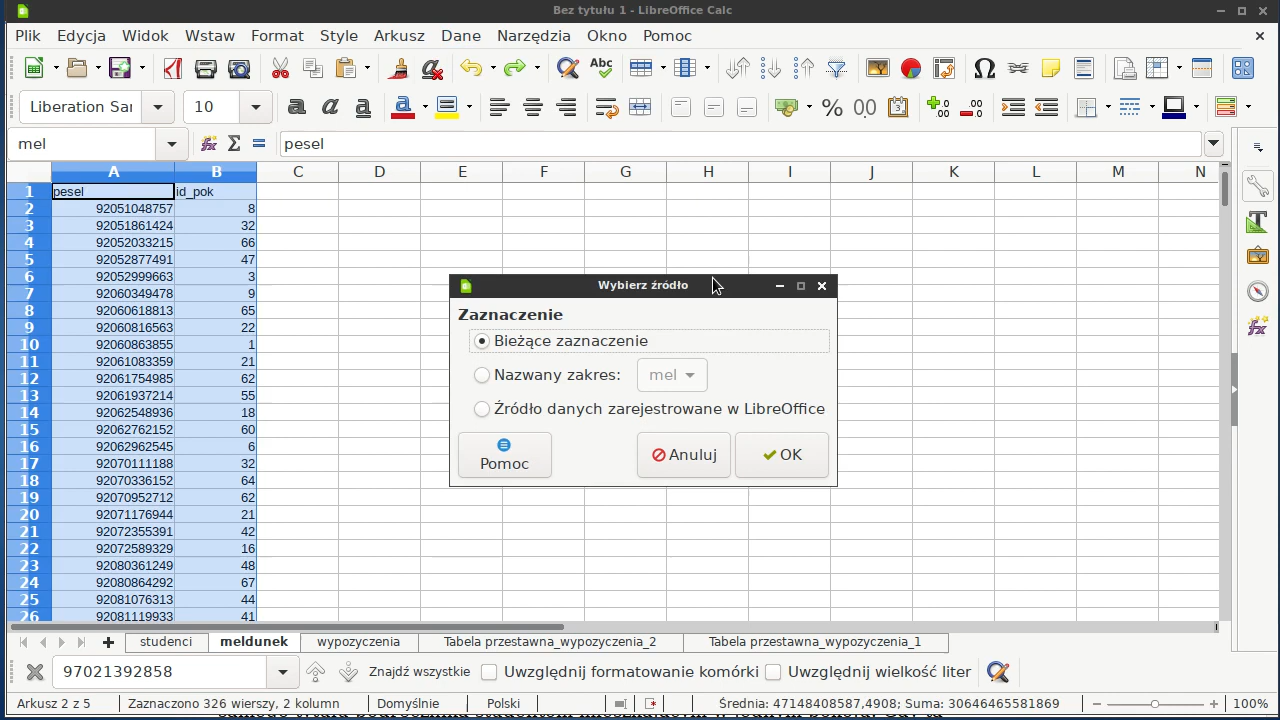 Bez tytułu 1 - LibreOffice Calc
Plik Edycja Widok Wstaw Format Style Arkusz Dane Narzędzia Okno Pomoc
Liberation Sar 10
mel pesel
A B C D E F G H I J K L M N
1 pesel id_pok
2 92051048757 8
3 92051861424 32
4 92052033215 66
5 92052877491 47
6 92052999663 3
7 92060349478 9
8 92060618813 65
9 92060816563 22
10 92060863855 1
11 92061083359 21
12 92061754985 62
13 92061937214 55
14 92062548936 18
15 92062762152 60
16 92062962545 6
17 92070111188 32
18 92070336152 64
19 92070952712 62
20 92071176944 21
21 92072355391 42
22 92072589329 16
23 92080361249 48
24 92080864292 67
25 92081076313 44
26 92081119933 41
Wybierz źródło
Zaznaczenie
Bieżące zaznaczenie
Nazwany zakres: mel
Źródło danych zarejestrowane w LibreOffice
Pomoc Anuluj OK
studenci meldunek wypozyczenia Tabela przestawna_wypozyczenia_2 Tabela przestawna_wypozyczenia_1
97021392858 Znajdź wszystkie Uwzględnij formatowanie komórki Uwzględnij wielkość liter
Arkusz 2 z 5 Zaznaczono 326 wierszy, 2 kolumn Domyślnie Polski Średnia: 47148408587,4908; Suma: 30646465581869 100%